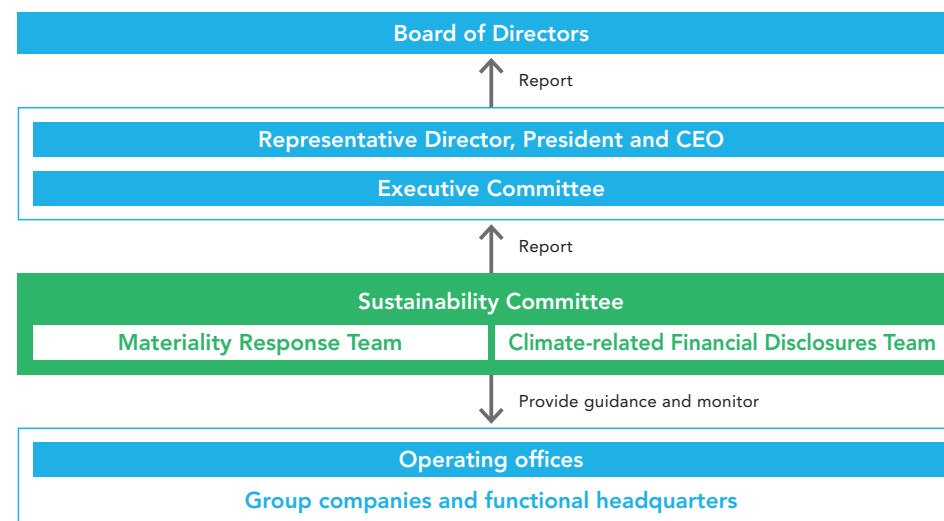 Board of Directors
Report
Representative Director, President and CEO
Executive Committee
Report
Sustainability Committee
Materiality Response Team
Climate-related Financial Disclosures Team
Provide guidance and monitor
Operating offices
Group companies and functional headquarters